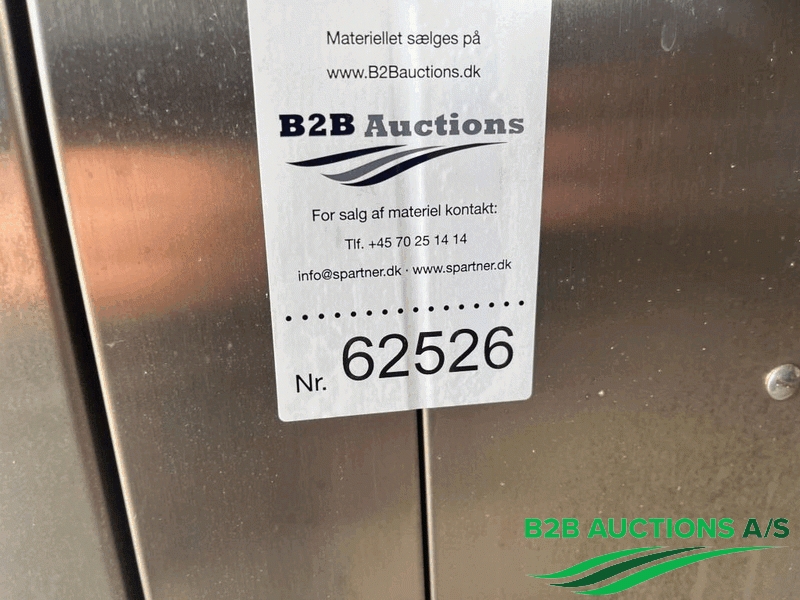 Materiellet sælges på
www.B2Bauctions.dk
B2B Auctions
For salg af materiel kontakt:
Tlf. +45 70 25 14 14
info@spartner.dk · www.spartner.dk
Nr. 62526
B2B AUCTIONS A/S